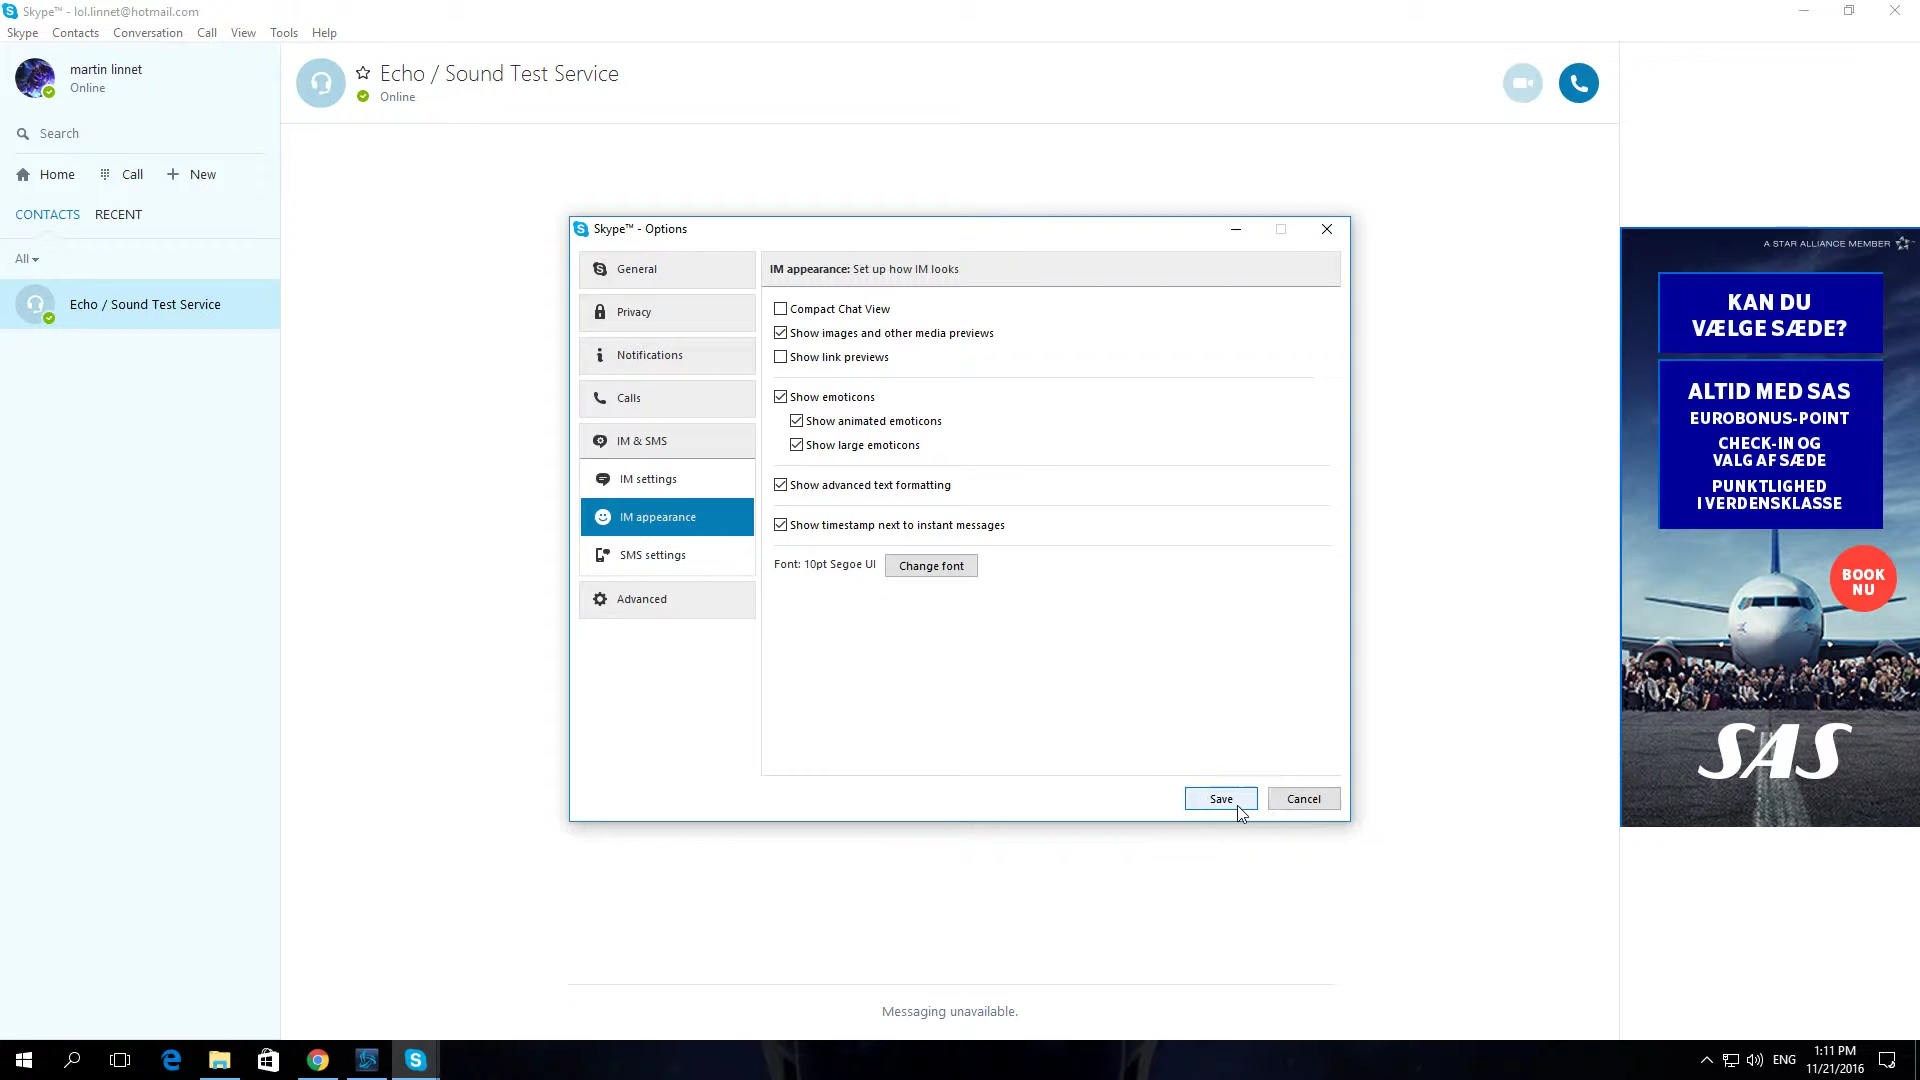 Skype™ - lol.linnet@hotmail.com
Skype Contacts Conversation Call View Tools Help
martin linnet
Online
Search
Home Call New
CONTACTS RECENT
All
Echo / Sound Test Service
Echo / Sound Test Service
Online
Skype™ - Options
General
Privacy
Notifications
Calls
IM & SMS
IM settings
IM appearance
SMS settings
Advanced
IM appearance: Set up how IM looks
Compact Chat View
Show images and other media previews
Show link previews
Show emoticons
Show animated emoticons
Show large emoticons
Show advanced text formatting
Show timestamp next to instant messages
Font: 10pt Segoe UI Change font
Save Cancel
Messaging unavailable.
A STAR ALLIANCE MEMBER
KAN DU
VÆLGE SÆDE?
ALTID MED SAS
EUROBONUS-POINT
CHECK-IN OG
VALG AF SÆDE
PUNKTLIGHED
I VERDENSKLASSE
BOOK
NU
SAS
ENG
1:11 PM
11/21/2016